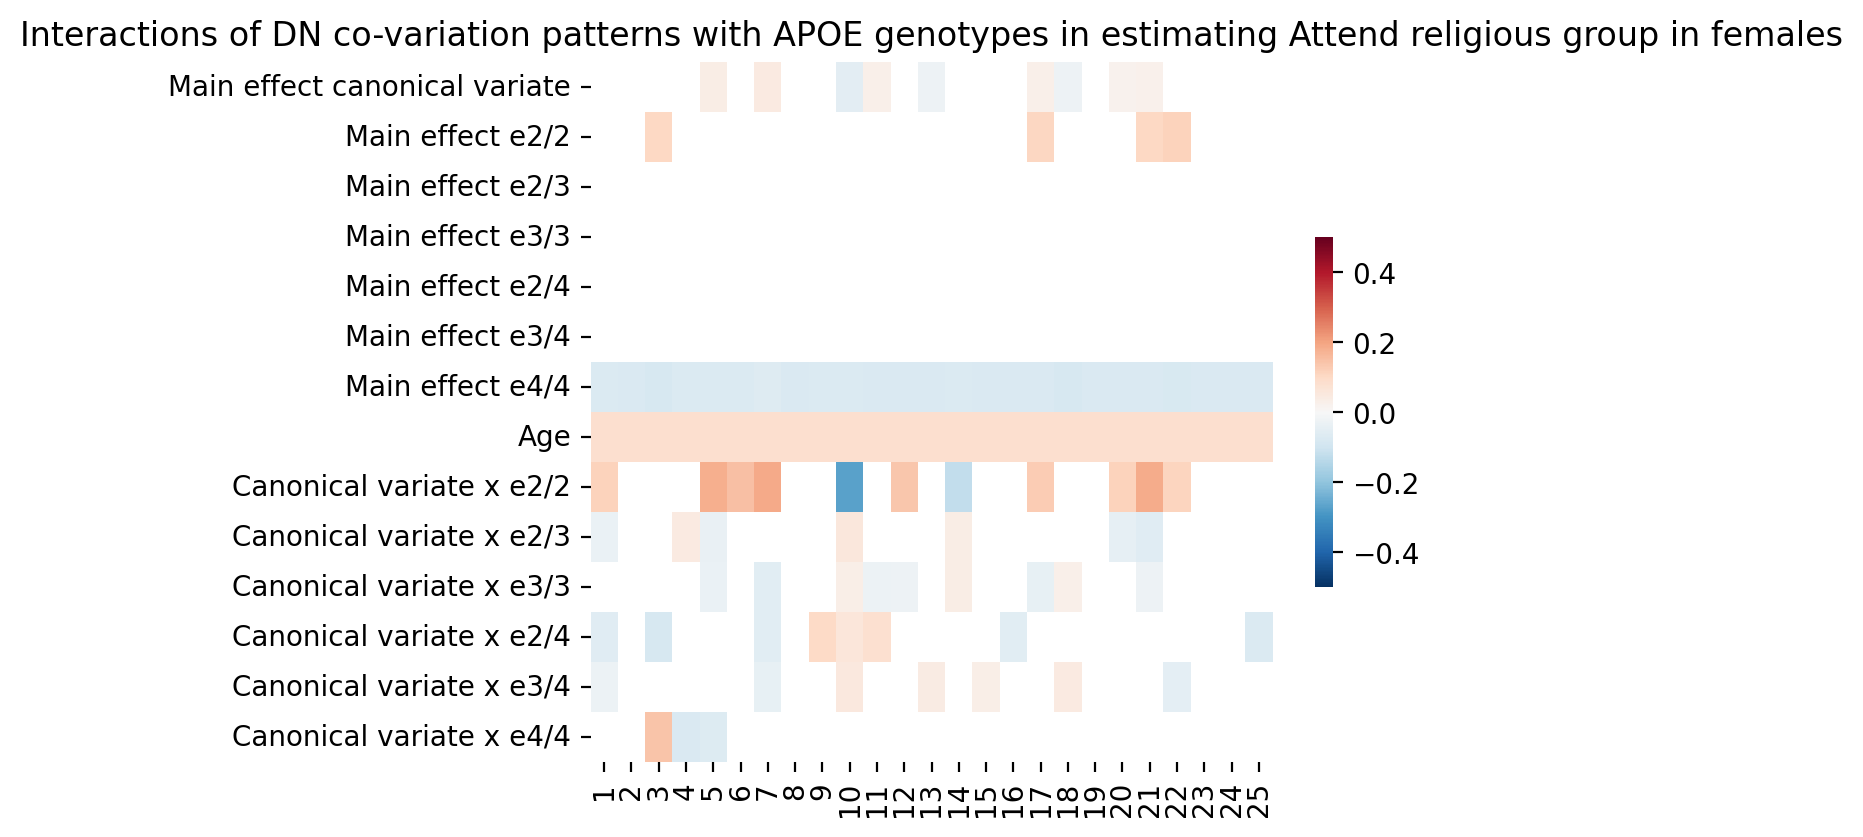 Interactions of DN co-variation patterns with APOE genotypes in estimating Attend religious group in females
Main effect canonical variate
Main effect e2/2
Main effect e2/3
Main effect e3/3
Main effect e2/4
Main effect e3/4
Main effect e4/4
Age
Canonical variate x e2/2
Canonical variate x e2/3
Canonical variate x e3/3
Canonical variate x e2/4
Canonical variate x e3/4
Canonical variate x e4/4
1 2 3 4 5 6 7 8 9 10 11 12 13 14 15 16 17 18 19 20 21 22 23 24 25
0.4
0.2
0.0
−0.2
−0.4